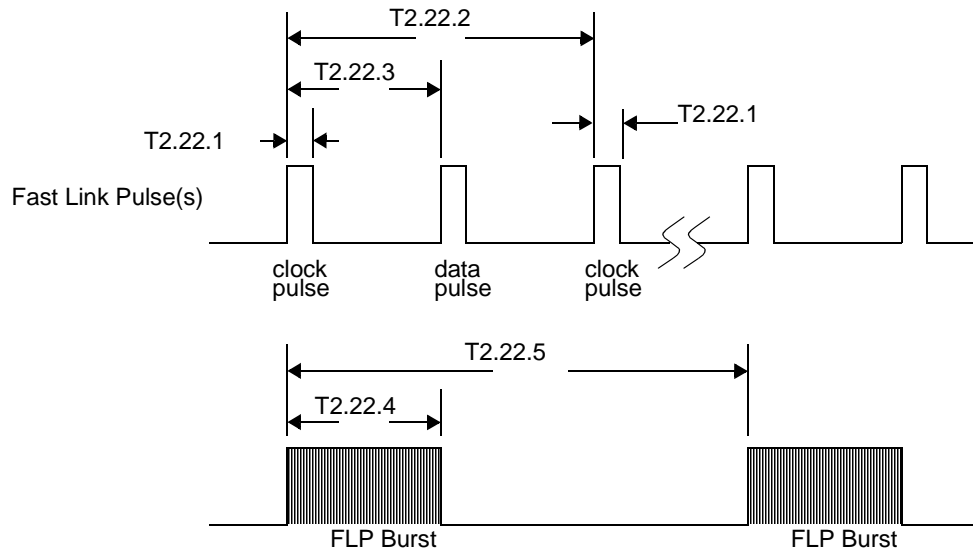 T2.22.2
T2.22.3
T2.22.1
T2.22.1
Fast Link Pulse(s)
clock
pulse
data
pulse
clock
pulse
T2.22.5
T2.22.4
FLP Burst
FLP Burst